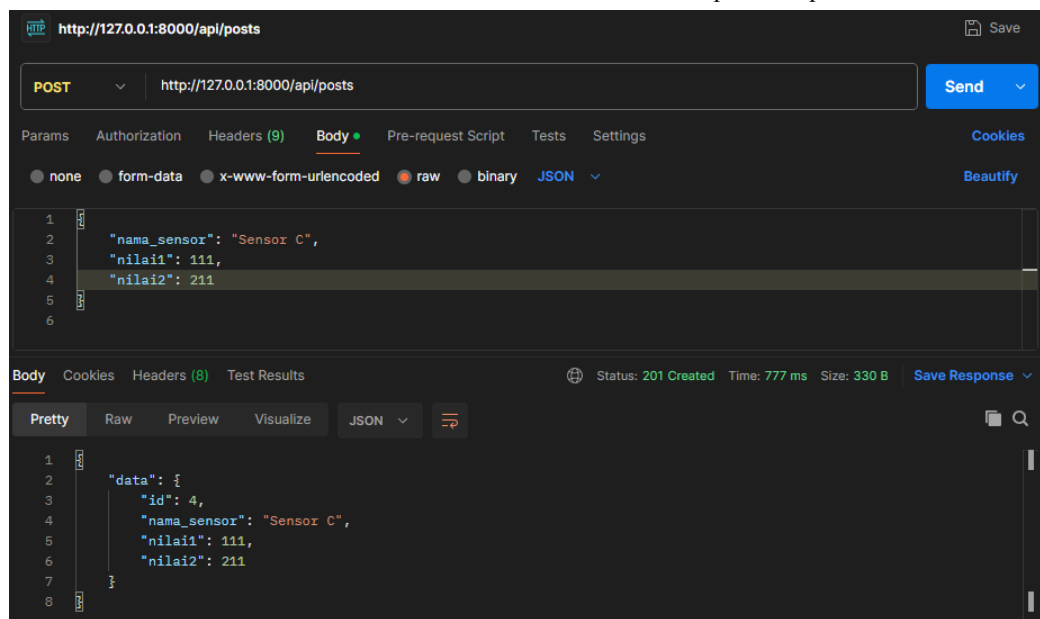 HTTP http://127.0.0.1:8000/api/posts Save
POST http://127.0.0.1:8000/api/posts Send
Params Authorization Headers (9) Body Pre-request Script Tests Settings Cookies
none form-data x-www-form-urlencoded raw binary JSON Beautify
1 {
2 "nama_sensor": "Sensor C",
3 "nilai1": 111,
4 "nilai2": 211
5 }
6
Body Cookies Headers (8) Test Results Status: 201 Created Time: 777 ms Size: 330 B Save Response
Pretty Raw Preview Visualize JSON
1 {
2 "data": {
3 "id": 4,
4 "nama_sensor": "Sensor C",
5 "nilai1": 111,
6 "nilai2": 211
7 }
8 }